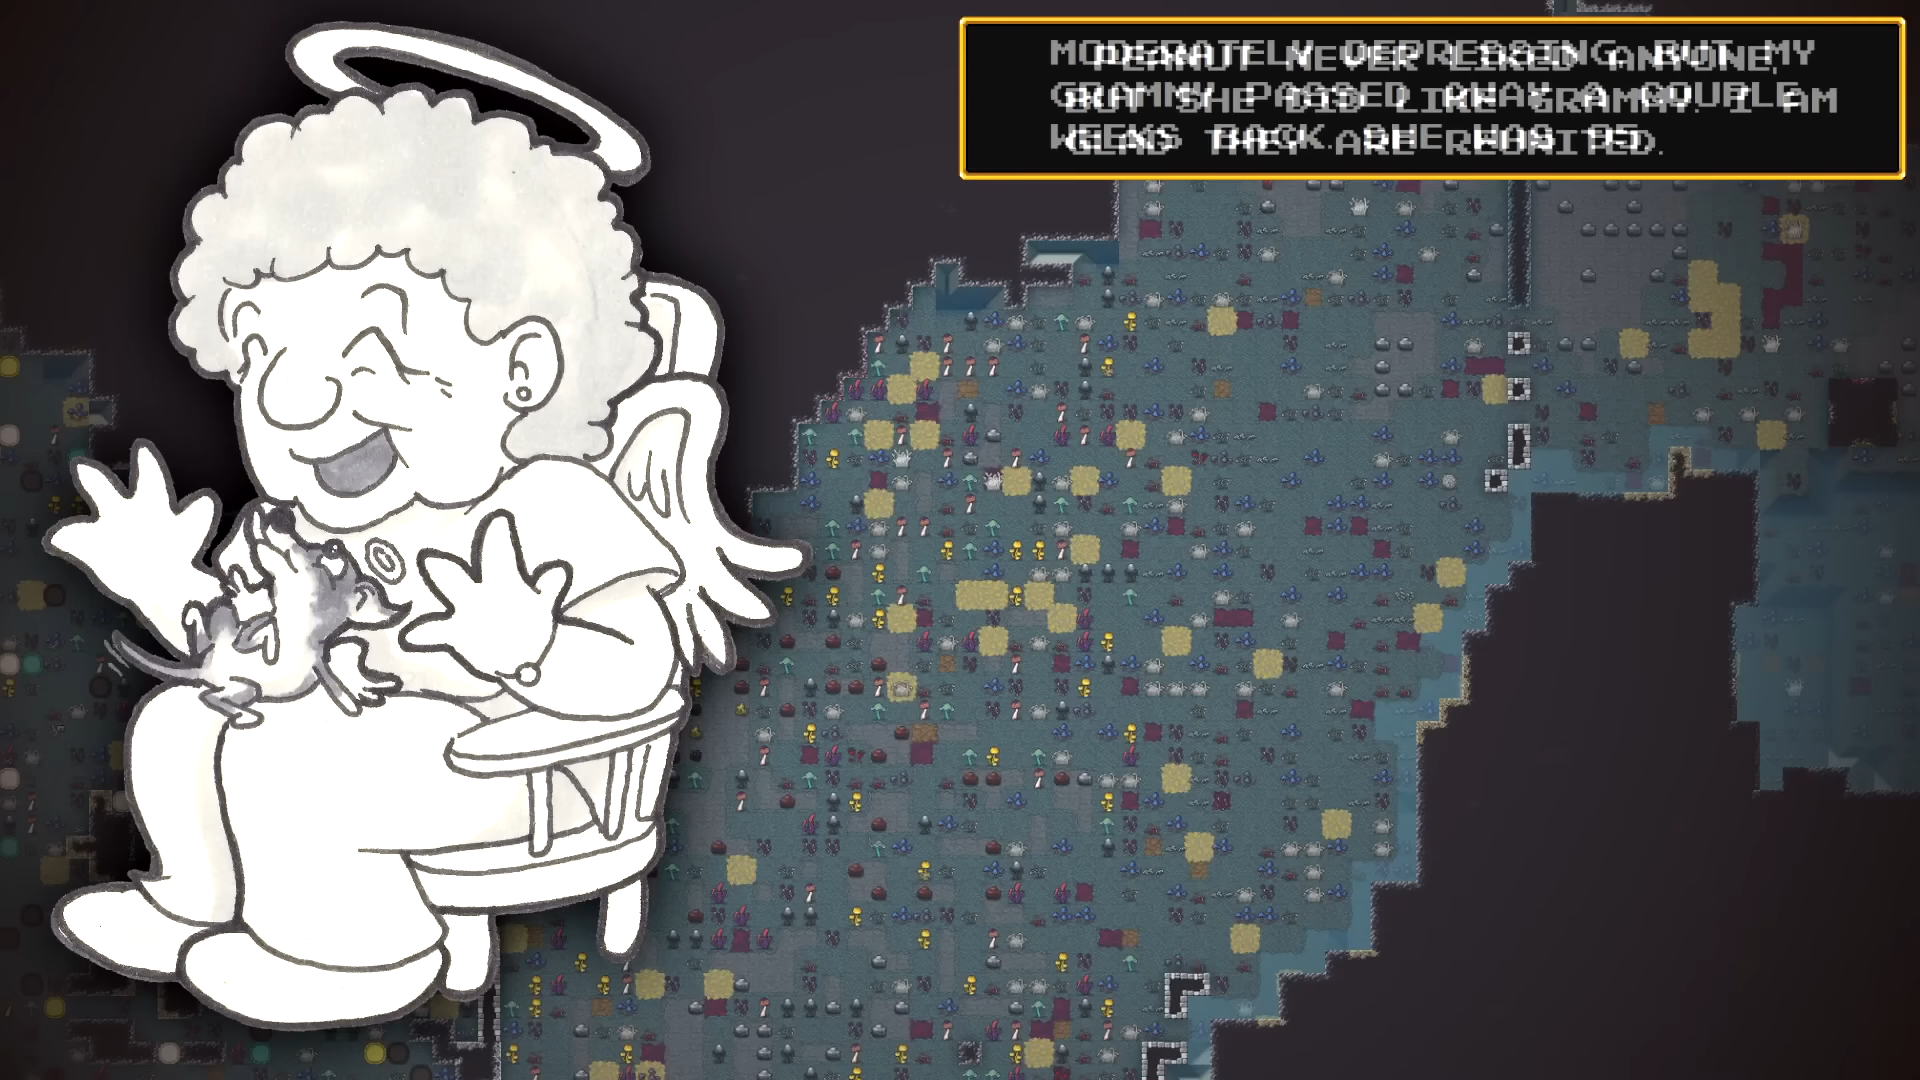 MODERATELY DEPRESSING, BUT MY
GRAMMY PASSED AWAY A COUPLE
WEEKS BACK. SHE WAS 95.
PEANUT NEVER LIKED ANYONE,
BUT SHE DID LIKE GRAMMY. I AM
GLAD THEY ARE REUNITED.